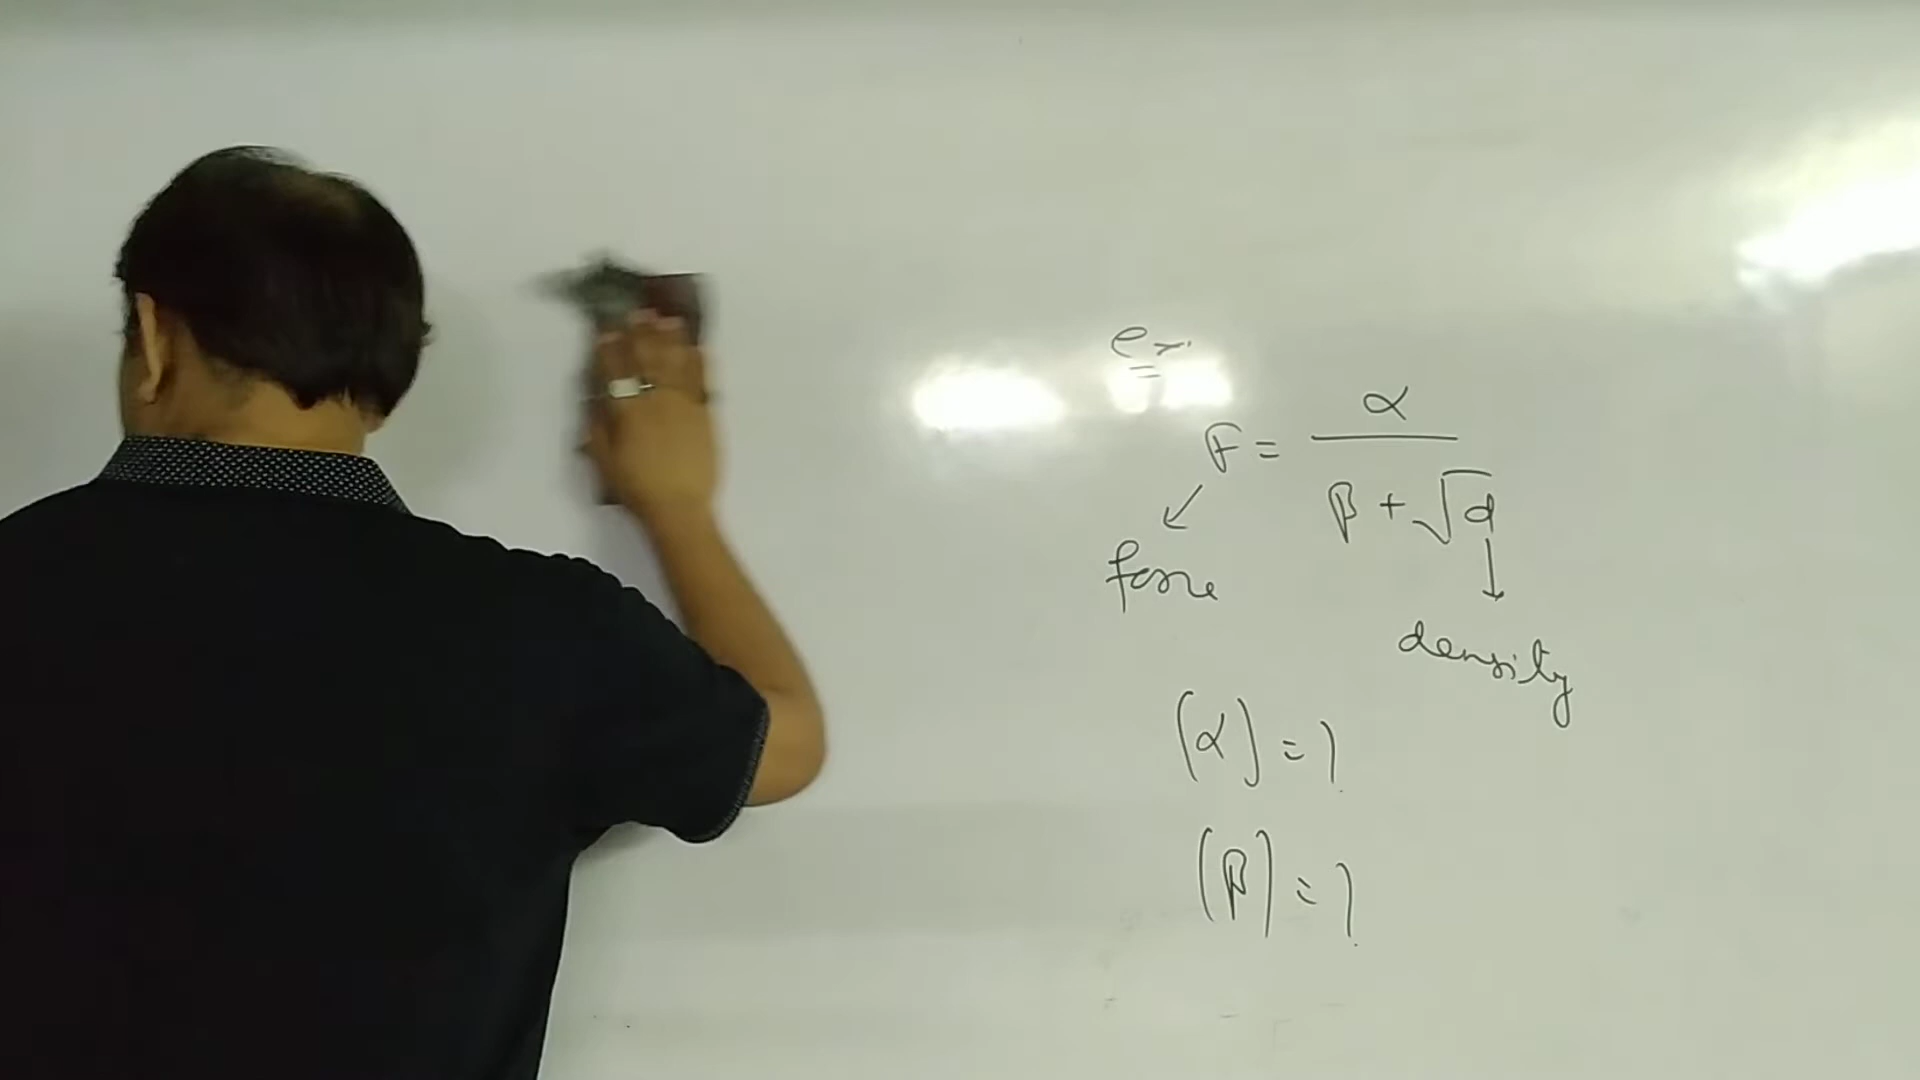 ex.
F = α / β + √d
force
density
(α) = ?
(β) = ?